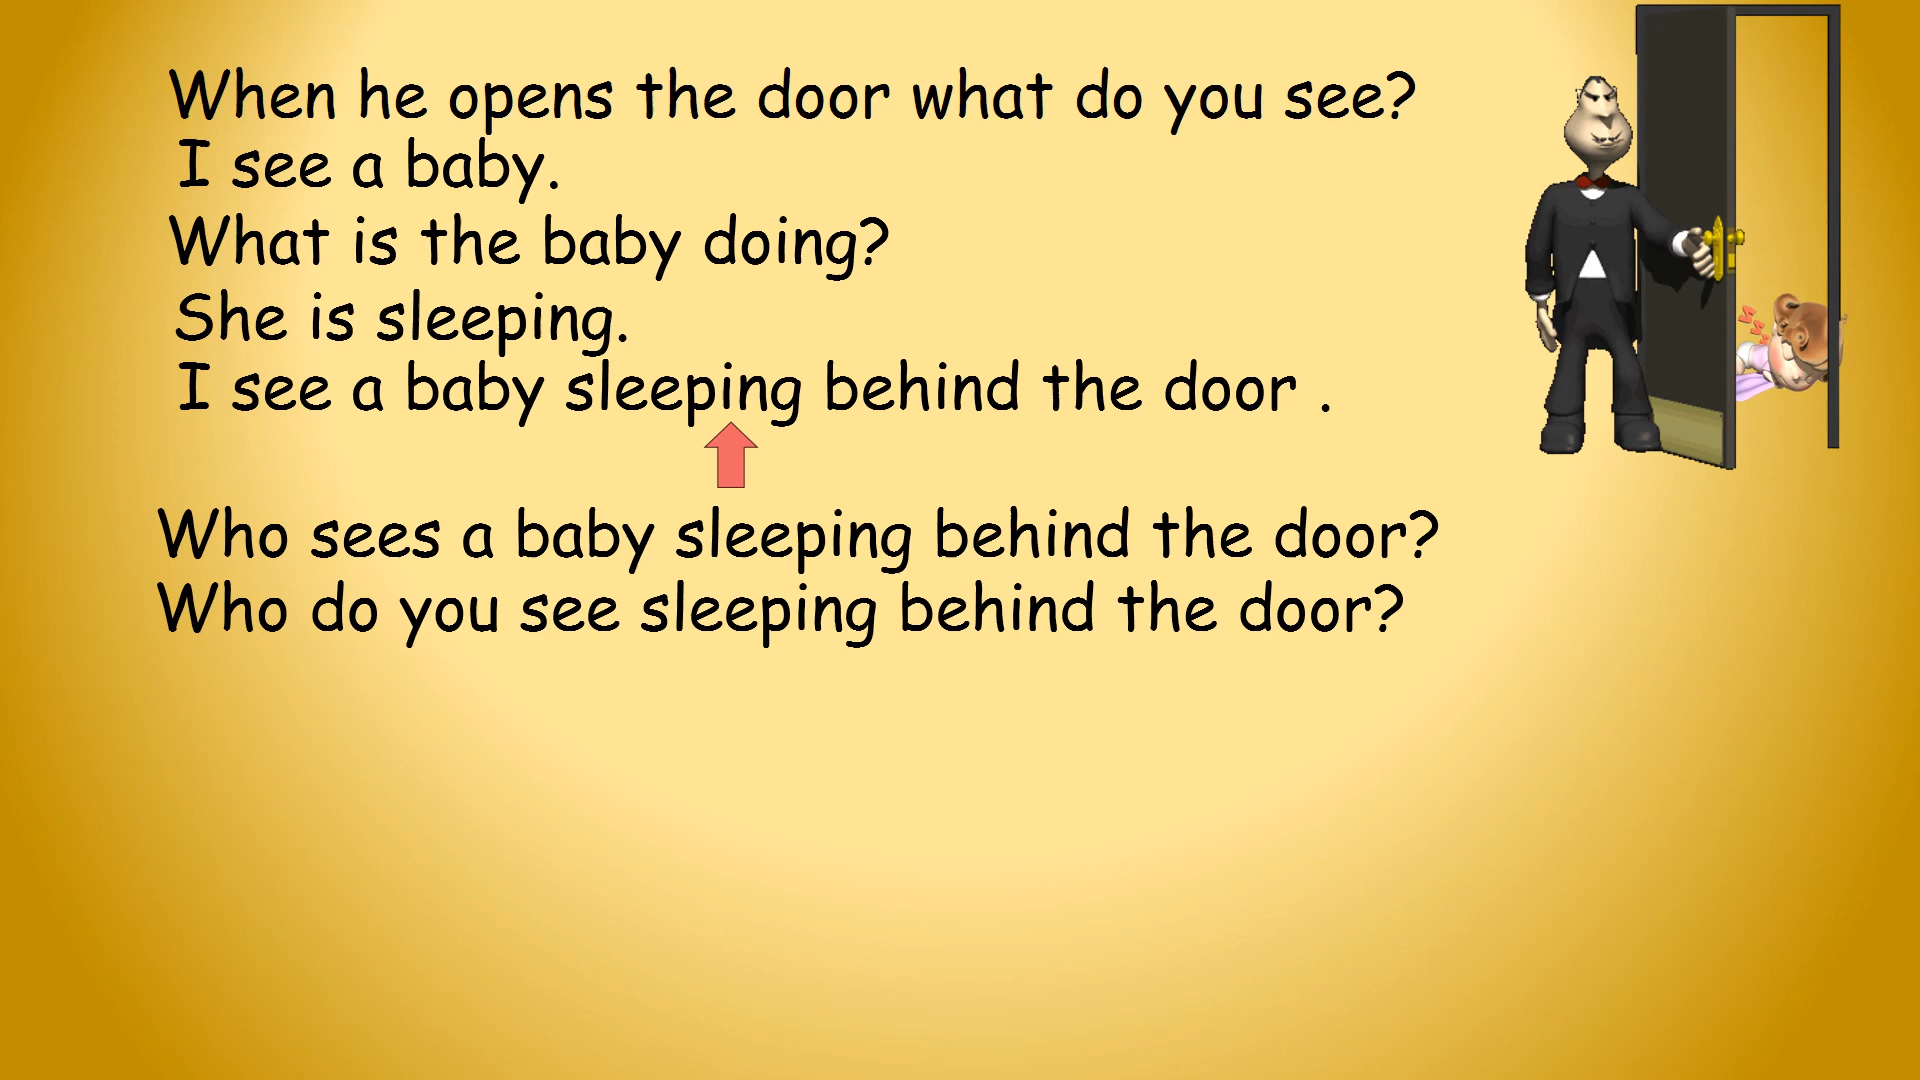 When he opens the door what do you see?
I see a baby.
What is the baby doing?
She is sleeping.
I see a baby sleeping behind the door .
Who sees a baby sleeping behind the door?
Who do you see sleeping behind the door?